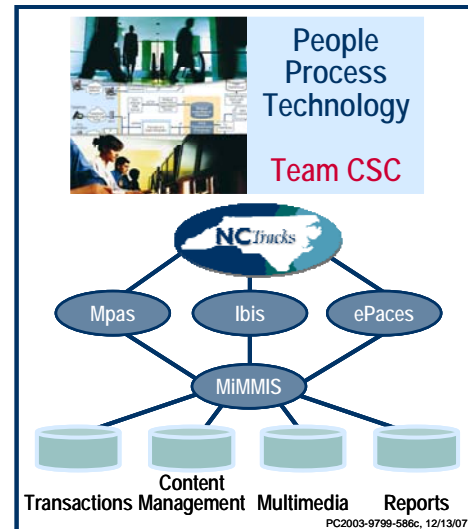 People
Process
Technology
Team CSC
NCTracks
Mpas
Ibis
ePaces
MiMMIS
Transactions
Content
Management
Multimedia
Reports
PC2003-9799-586c, 12/13/07